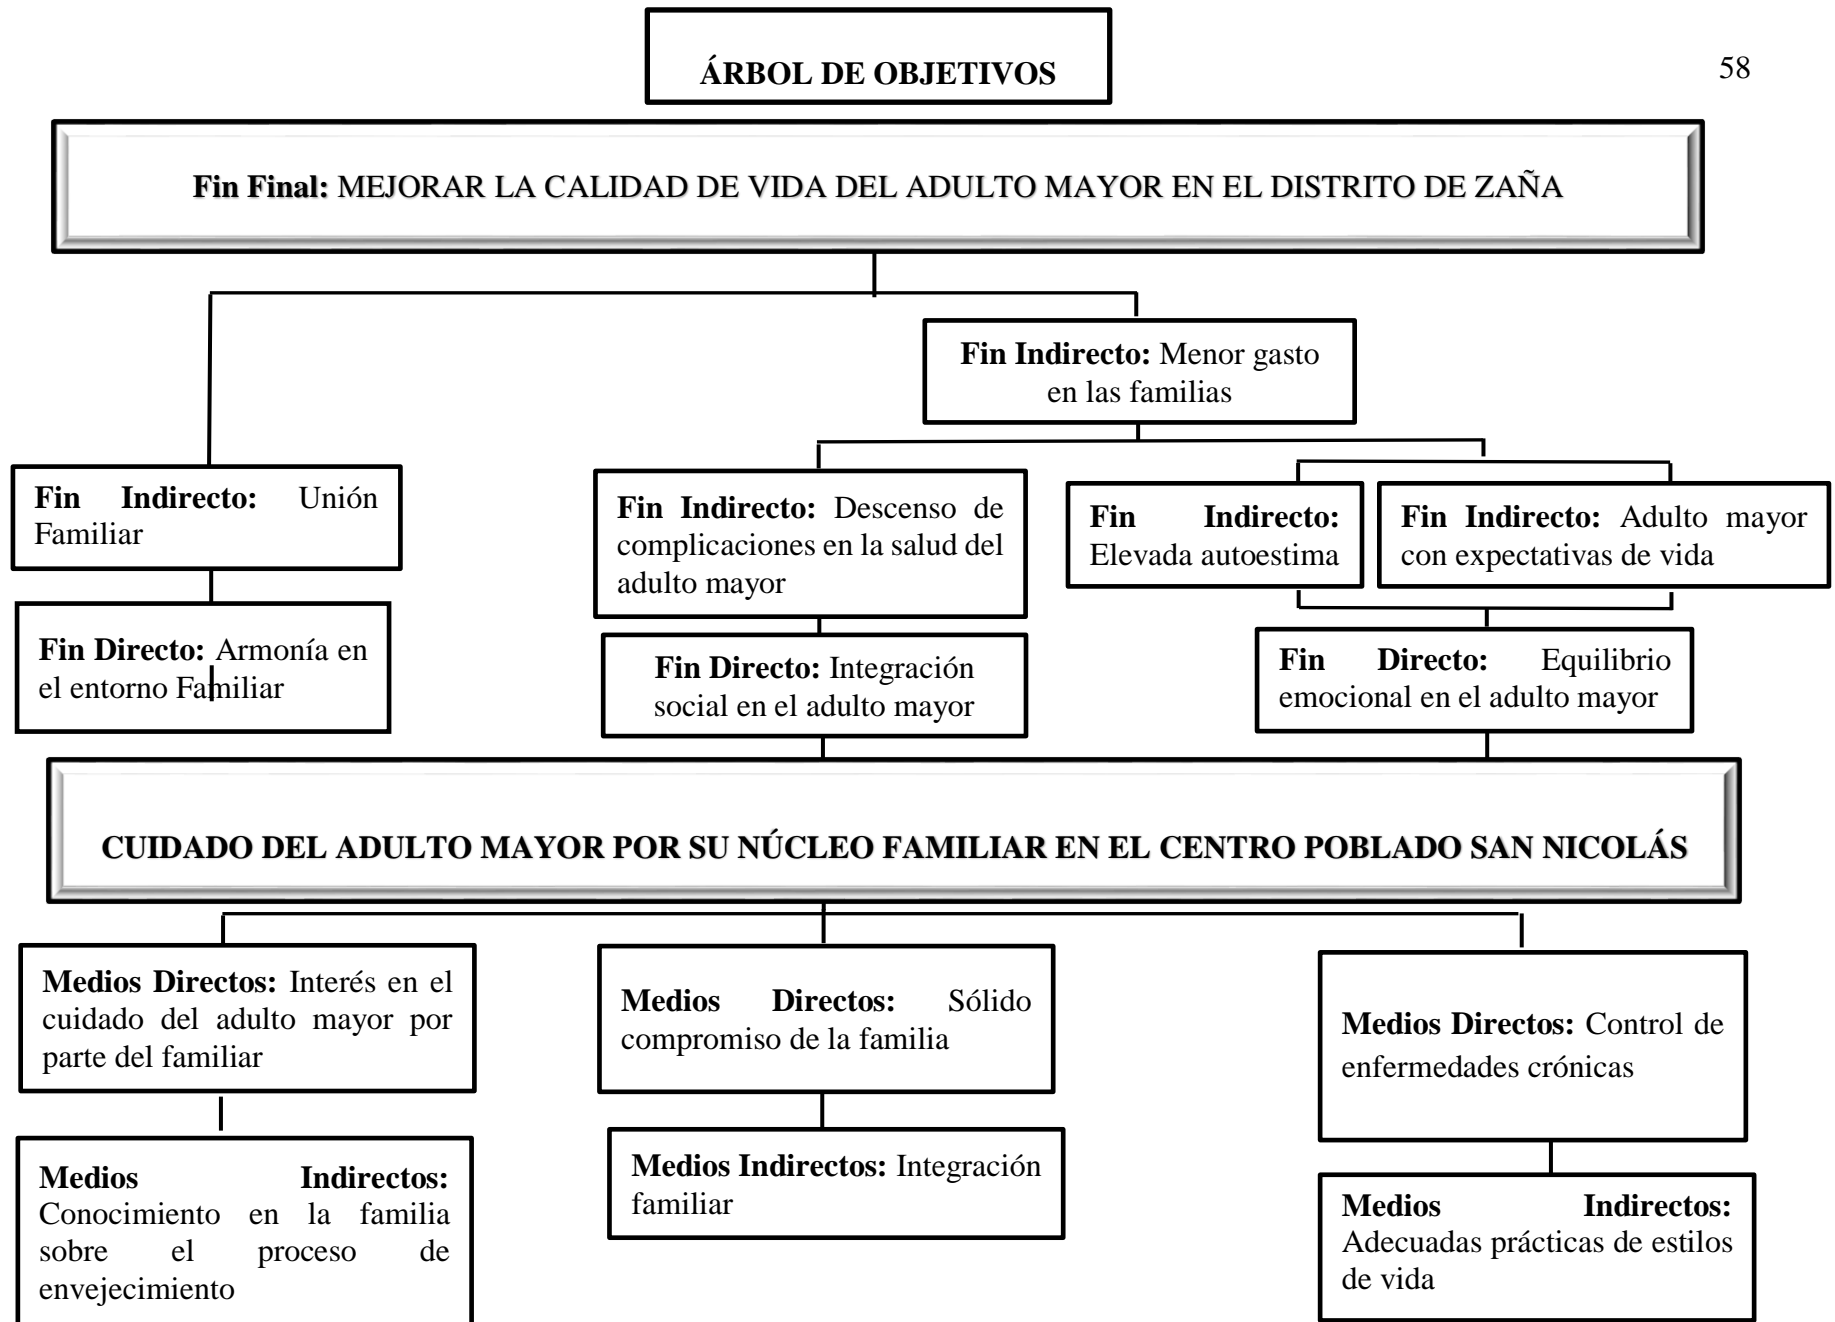 ÁRBOL DE OBJETIVOS
58
Fin Final: MEJORAR LA CALIDAD DE VIDA DEL ADULTO MAYOR EN EL DISTRITO DE ZAÑA
Fin Indirecto: Menor gasto
en las familias
Fin Indirecto: Unión
Familiar
Fin Indirecto: Descenso de
complicaciones en la salud del
adulto mayor
Fin Indirecto:
Elevada autoestima
Fin Indirecto: Adulto mayor
con expectativas de vida
Fin Directo: Armonía en
el entorno Familiar
Fin Directo: Integración
social en el adulto mayor
Fin Directo: Equilibrio
emocional en el adulto mayor
CUIDADO DEL ADULTO MAYOR POR SU NÚCLEO FAMILIAR EN EL CENTRO POBLADO SAN NICOLÁS
Medios Directos: Interés en el
cuidado del adulto mayor por
parte del familiar
Medios Directos: Sólido
compromiso de la familia
Medios Directos: Control de
enfermedades crónicas
Medios Indirectos:
Conocimiento en la familia
sobre el proceso de
envejecimiento
Medios Indirectos: Integración
familiar
Medios Indirectos:
Adecuadas prácticas de estilos
de vida